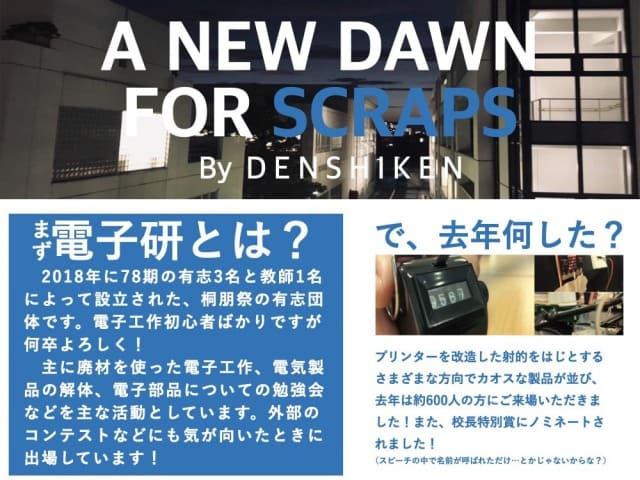 A NEW DAWN
FOR SCRAPS
By DENSH1KEN
まず電子研とは？
2018年に78期の有志3名と教師1名
によって設立された、桐朋祭の有志団
体です。電子工作初心者ばかりですが
何卒よろしく！
主に廃材を使った電子工作、電気製
品の解体、電子部品についての勉強会
などを主な活動としています。外部の
コンテストなどにも気が向いたときに
出場しています！
で、去年何した？
プリンターを改造した射的をはじとする
さまざまな方向でカオスな製品が並び、
去年は約600人の方にご来場いただきま
した！また、校長特別賞にノミネートさ
れました！
（スピーチの中で名前が呼ばれただけ…とかじゃないからな？）